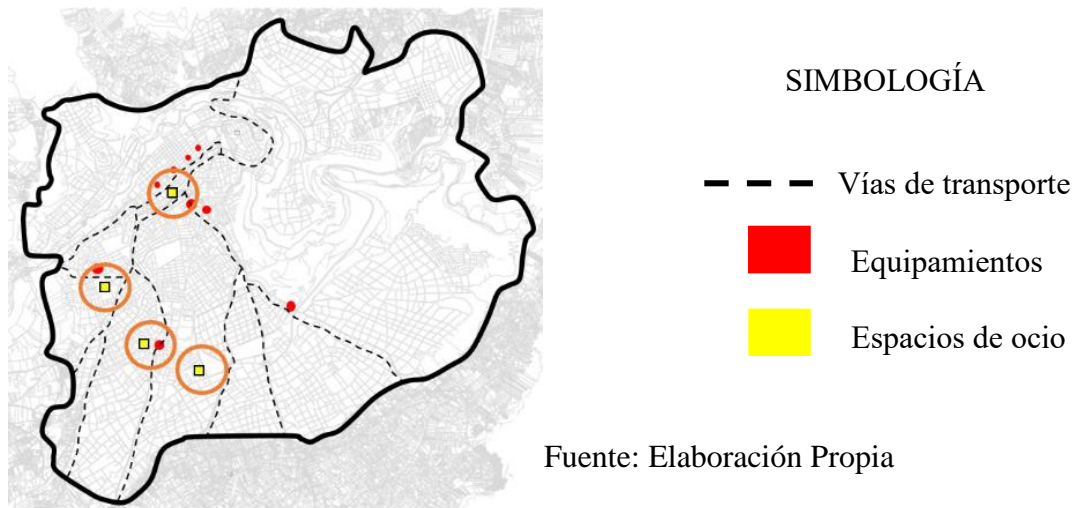 SIMBOLOGÍA
Vías de transporte
Equipamientos
Espacios de ocio
Fuente: Elaboración Propia